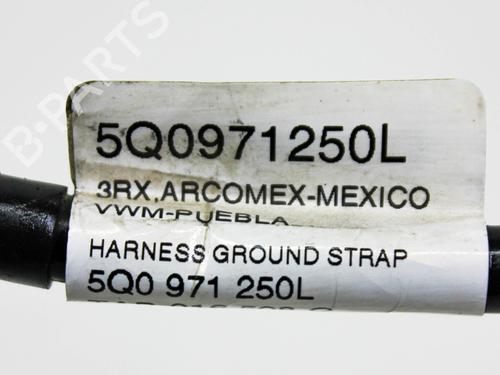 B-PARTS
5Q0971250L
3RX,ARCOMEX-MEXICO
VWM-PUEBLA
HARNESS GROUND STRAP
5Q0 971 250L